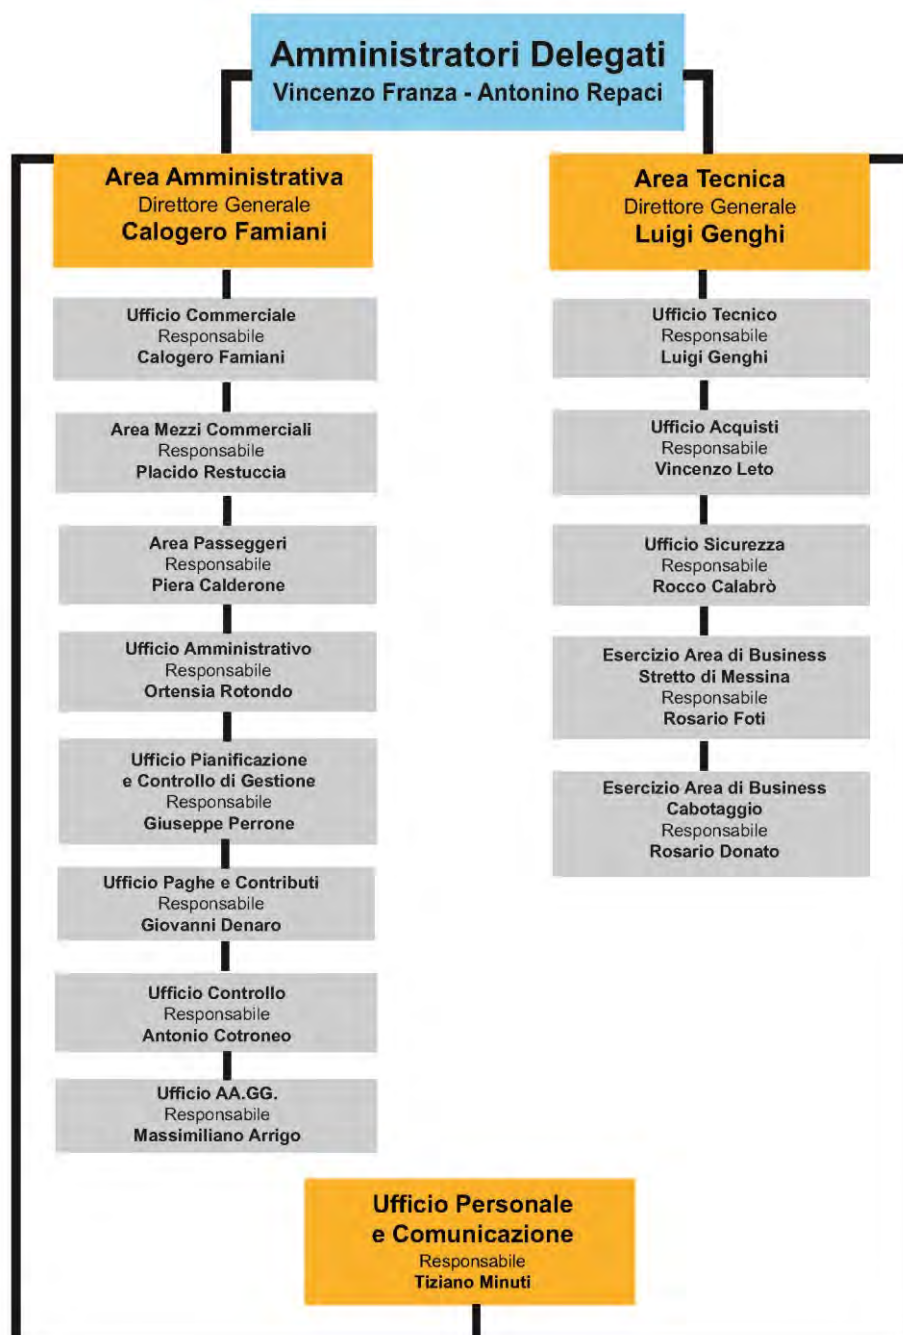 Amministratori Delegati
Vincenzo Franza - Antonino Repaci
Area Amministrativa
Direttore Generale
Calogero Famiani
Ufficio Commerciale
Responsabile
Calogero Famiani
Area Mezzi Commerciali
Responsabile
Placido Restuccia
Area Passeggeri
Responsabile
Piera Calderone
Ufficio Amministrativo
Responsabile
Ortensia Rotondo
Ufficio Pianificazione
e Controllo di Gestione
Responsabile
Giuseppe Perrone
Ufficio Paghe e Contributi
Responsabile
Giovanni Denaro
Ufficio Controllo
Responsabile
Antonio Cotroneo
Ufficio AA.GG.
Responsabile
Massimiliano Arrigo
Area Tecnica
Direttore Generale
Luigi Genghi
Ufficio Tecnico
Responsabile
Luigi Genghi
Ufficio Acquisti
Responsabile
Vincenzo Leto
Ufficio Sicurezza
Responsabile
Rocco Calabrò
Esercizio Area di Business
Stretto di Messina
Responsabile
Rosario Foti
Esercizio Area di Business
Cabotaggio
Responsabile
Rosario Donato
Ufficio Personale
e Comunicazione
Responsabile
Tiziano Minuti